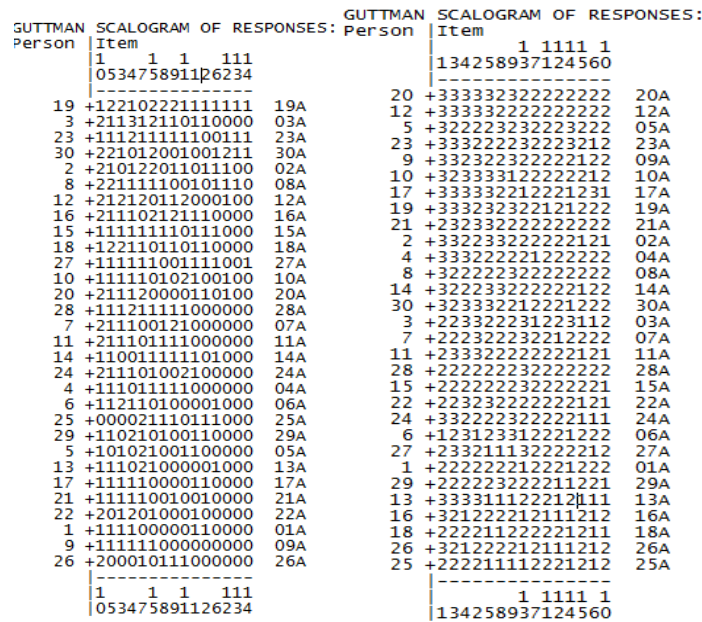 GUTTMAN SCALOGRAM OF RESPONSES:
Person |Item
|1    1  1   111
|053475891126234
|---------------
19 +122102221111111 19A
3 +211312110110000 03A
23 +111211111100111 23A
30 +221012001001211 30A
2 +210122011011100 02A
8 +221111100101110 08A
12 +212120112000100 12A
16 +211102121110000 16A
15 +111111110111000 15A
18 +122110110110000 18A
27 +111111001111001 27A
10 +111110102100100 10A
20 +211120000110100 20A
28 +111211111000000 28A
7 +211100121000000 07A
11 +211101111000000 11A
14 +110011111101000 14A
24 +211101002100000 24A
4 +111011111000000 04A
6 +112110100001000 06A
25 +000021110111000 25A
29 +110210100110000 29A
5 +101021001100000 05A
13 +111021000001000 13A
17 +111110000110000 17A
21 +111110010010000 21A
22 +201201000100000 22A
1 +111100000110000 01A
9 +111111000000000 09A
26 +200010111000000 26A
|---------------
|1    1  1   111
|053475891126234
GUTTMAN SCALOGRAM OF RESPONSES:
Person |Item
|        1 1111 1
|134258937124560
|---------------
20 +333332322222222 20A
12 +333332222222222 12A
5 +322223232223222 05A
23 +333222232223212 23A
9 +332322322222122 09A
10 +323333122222212 10A
17 +333332212221231 17A
19 +333232322121222 19A
21 +232332222222222 21A
2 +333233222222121 02A
4 +333222221222222 04A
8 +322222322222222 08A
14 +322233222222122 14A
30 +323332212221222 30A
3 +223322231223112 03A
7 +222322232212222 07A
11 +233322222222121 11A
28 +222222322222222 28A
15 +222222322222221 15A
22 +223232222222121 22A
24 +332222322222111 24A
6 +123123312221222 06A
27 +233211132222212 27A
1 +222222221222221 01A
29 +222223222211221 29A
13 +333311122212111 13A
16 +321222212111212 16A
18 +222211222221211 18A
26 +321222212111212 26A
25 +222211112221212 25A
|---------------
|        1 1111 1
|134258937124560